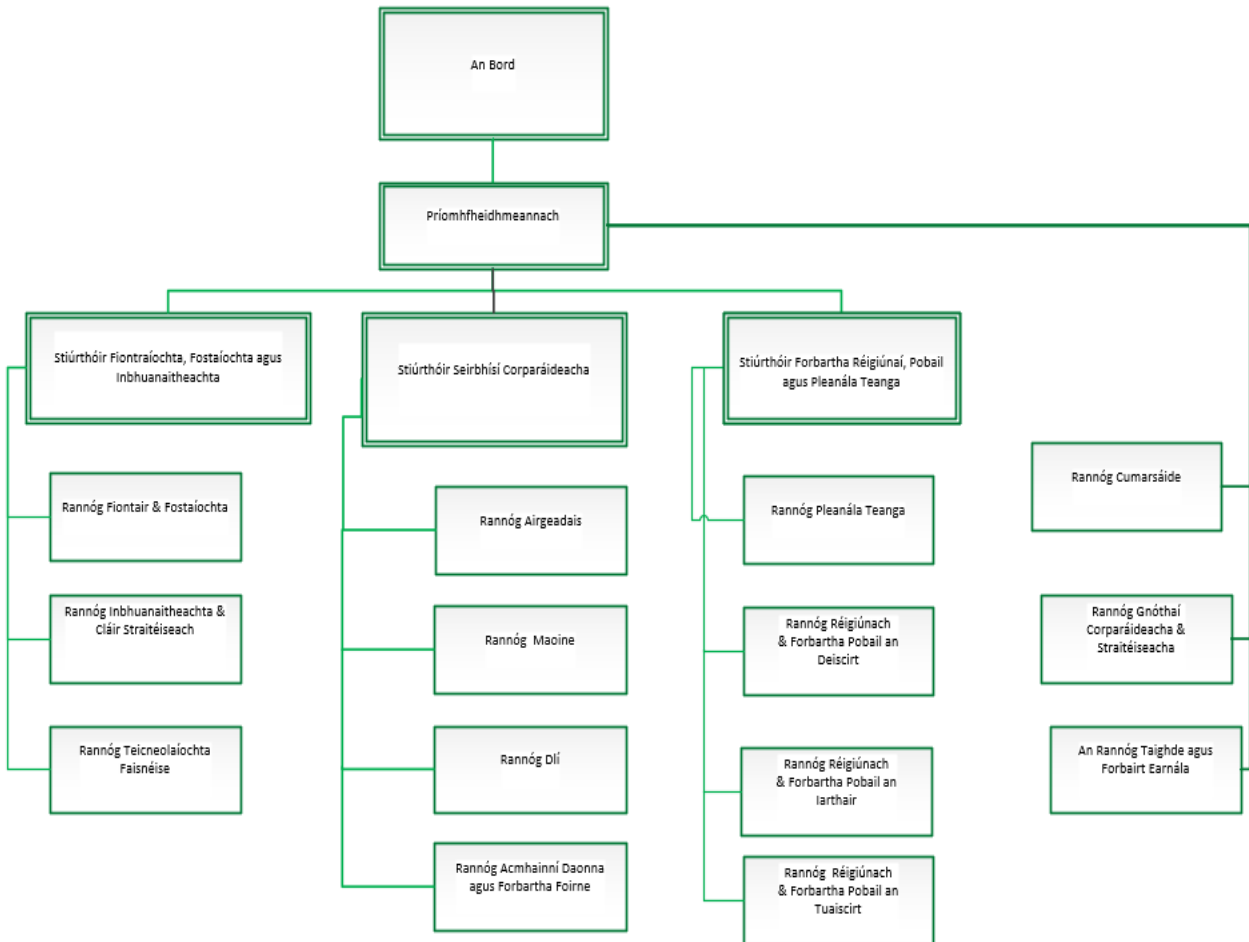 An Bord
Príomhfheidhmeannach
Stiúrthóir Fiontraíochta, Fostaíochta agus
Inbhuanaitheachta
Rannóg Fiontair & Fostaíochta
Rannóg Inbhuanaitheachta &
Cláir Straitéiseach
Rannóg Teicneolaíochta
Faisnéise
Stiúrthóir Seirbhísí Corparáideacha
Rannóg Airgeadais
Rannóg Maoine
Rannóg Dlí
Rannóg Acmhainní Daonna
agus Forbartha Foirne
Stiúrthóir Forbartha Réigiúnaí, Pobail
agus Pleanála Teanga
Rannóg Pleanála Teanga
Rannóg Réigiúnach
& Forbartha Pobail an
Deiscirt
Rannóg Réigiúnach
& Forbartha Pobail an
Iarthair
Rannóg Réigiúnach
& Forbartha Pobail an
Tuaiscirt
Rannóg Cumarsáide
Rannóg Gnóthaí
Corparáideacha &
Straitéiseacha
An Rannóg Taighde agus
Forbairt Earnála